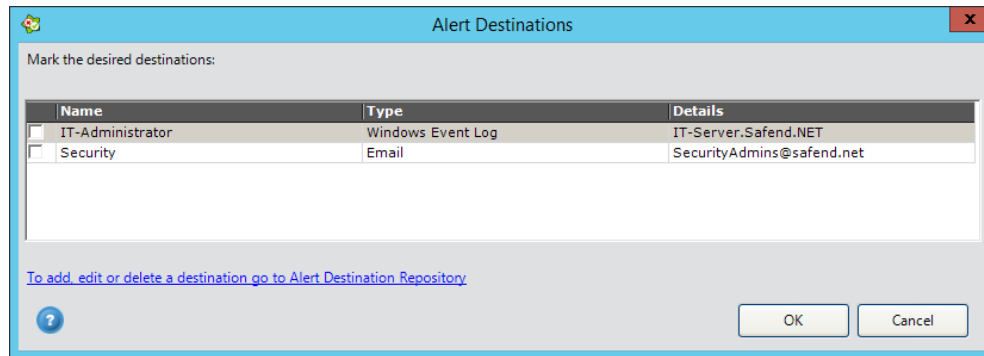 Alert Destinations
x
Mark the desired destinations:
Name Type Details
IT-Administrator Windows Event Log IT-Server.Safend.NET
Security Email SecurityAdmins@safend.net
To add, edit or delete a destination go to Alert Destination Repository
? OK Cancel